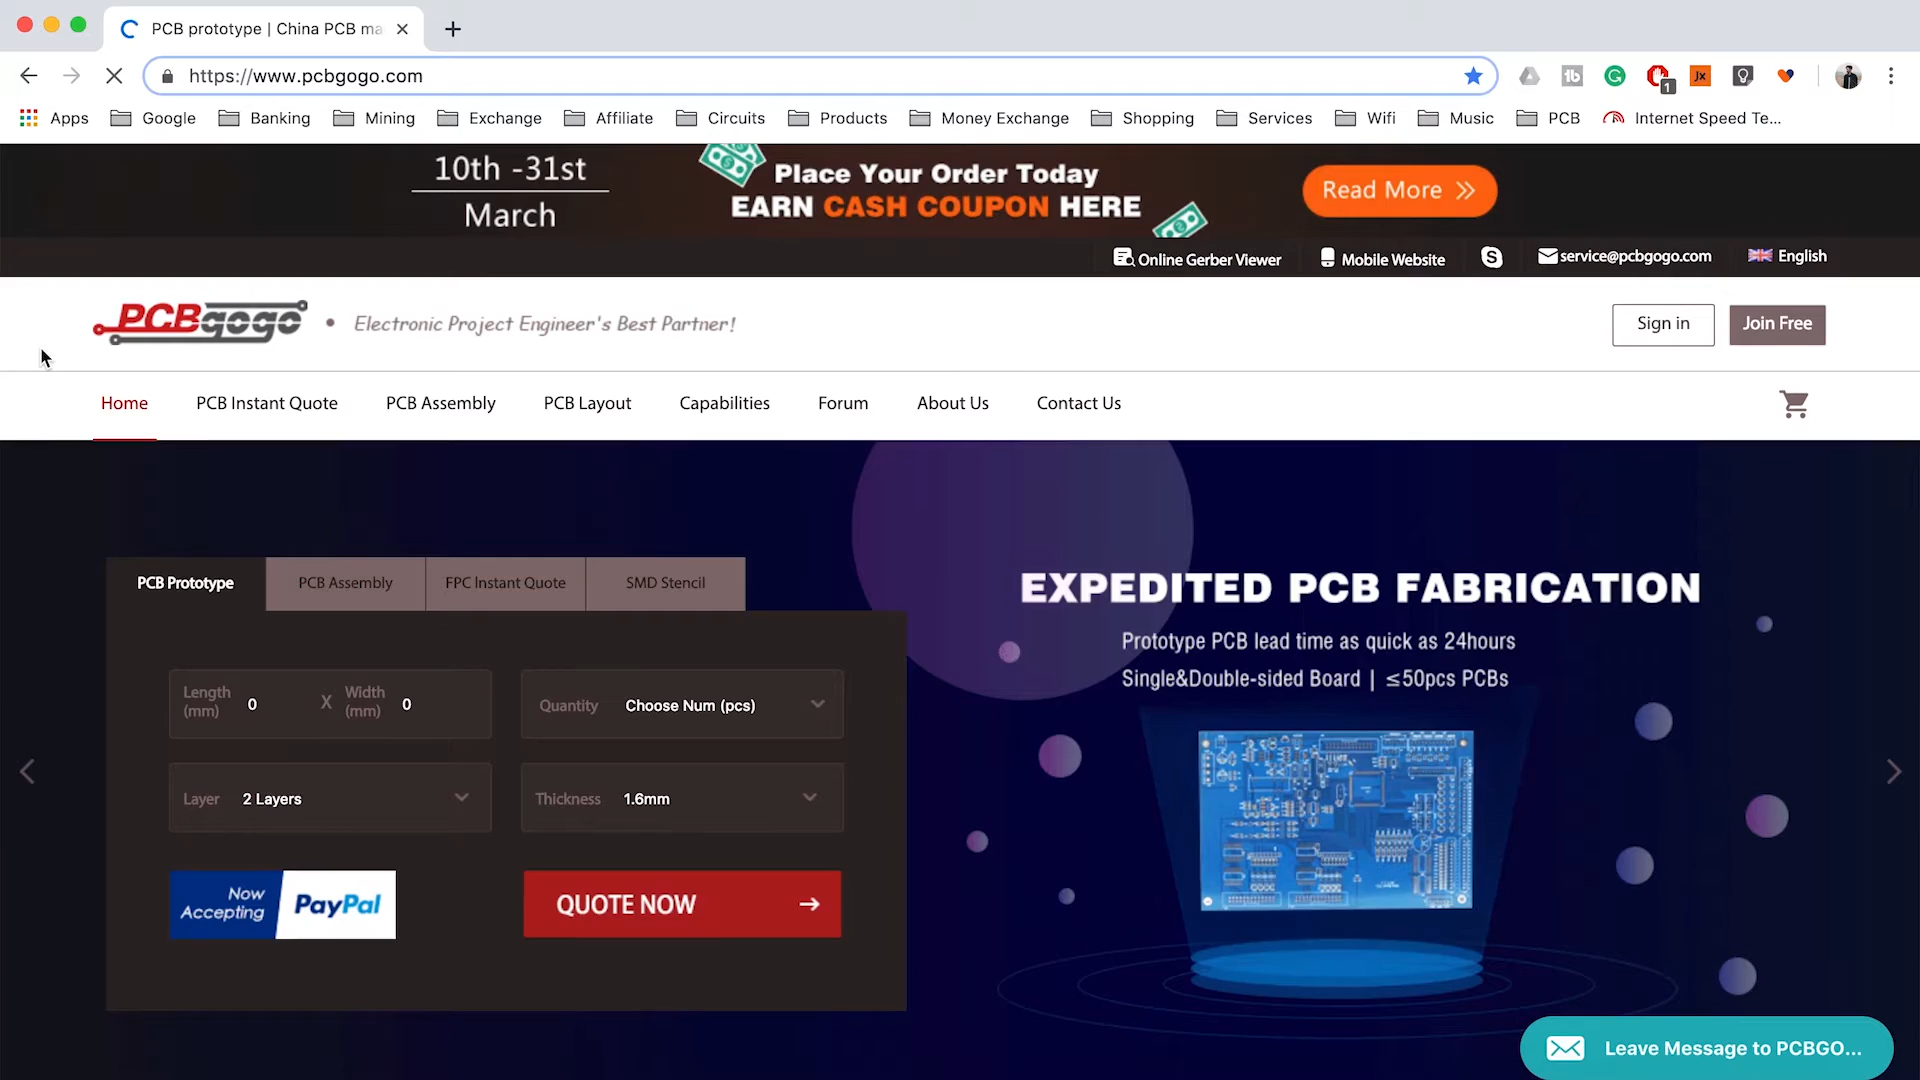 PCB prototype | China PCB ma
https://www.pcbgogo.com
1
Jx
Apps Google Banking Mining Exchange Affiliate Circuits Products Money Exchange Shopping Services Wifi Music PCB Internet Speed Te...
10th -31st
March
Place Your Order Today
EARN CASH COUPON HERE
Read More
Online Gerber Viewer Mobile Website service@pcbgogo.com English
PCBgogo • Electronic Project Engineer's Best Partner!
Sign in Join Free
Home PCB Instant Quote PCB Assembly PCB Layout Capabilities Forum About Us Contact Us
PCB Prototype PCB Assembly FPC Instant Quote SMD Stencil
Length (mm) 0 X Width (mm) 0
Quantity Choose Num (pcs)
Layer 2 Layers
Thickness 1.6mm
Now Accepting PayPal
QUOTE NOW
EXPEDITED PCB FABRICATION
Prototype PCB lead time as quick as 24hours
Single&Double-sided Board | ≤50pcs PCBs
Leave Message to PCBGO...